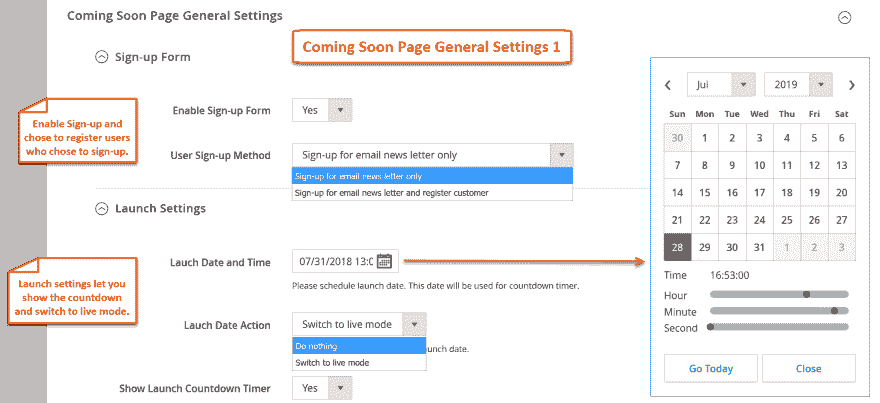 Coming Soon Page General Settings
Coming Soon Page General Settings 1
Sign-up Form
Enable Sign-up Form
Yes
Enable Sign-up and
chose to register users
who chose to sign-up.
User Sign-up Method
Sign-up for email news letter only
Sign-up for email news letter only
Sign-up for email news letter and register customer
Launch Settings
Lauch Date and Time
07/31/2018 13:0
Please schedule launch date. This date will be used for countdown timer.
Launch settings let you
show the countdown
and switch to live mode.
Lauch Date Action
Switch to live mode
Do nothing
Switch to live mode
unch date.
Show Launch Countdown Timer
Yes
Jul 2019
Sun Mon Tue Wed Thu Fri Sat
30 1 2 3 4 5 6
7 8 9 10 11 12 13
14 15 16 17 18 19 20
21 22 23 24 25 26 27
28 29 30 31 1 2 3
Time 16:53:00
Hour
Minute
Second
Go Today Close